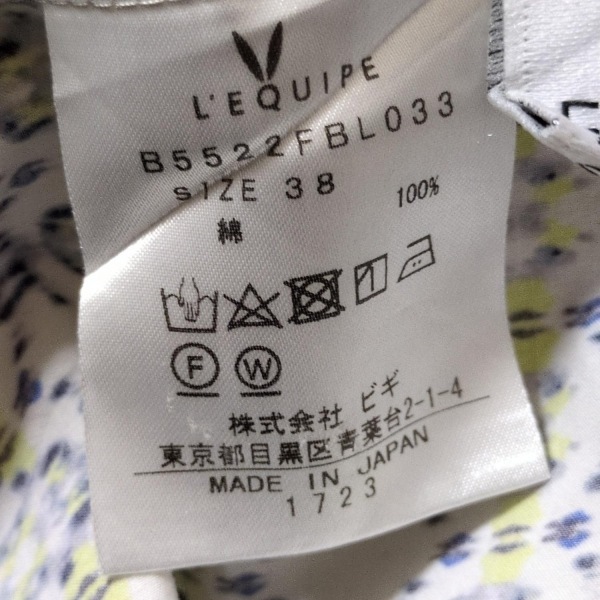 L'EQUIPE
B5522FBL033
SIZE 38
綿 100%
F W
株式会社 ビギ
東京都目黒区青葉台2-1-4
MADE IN JAPAN
1723